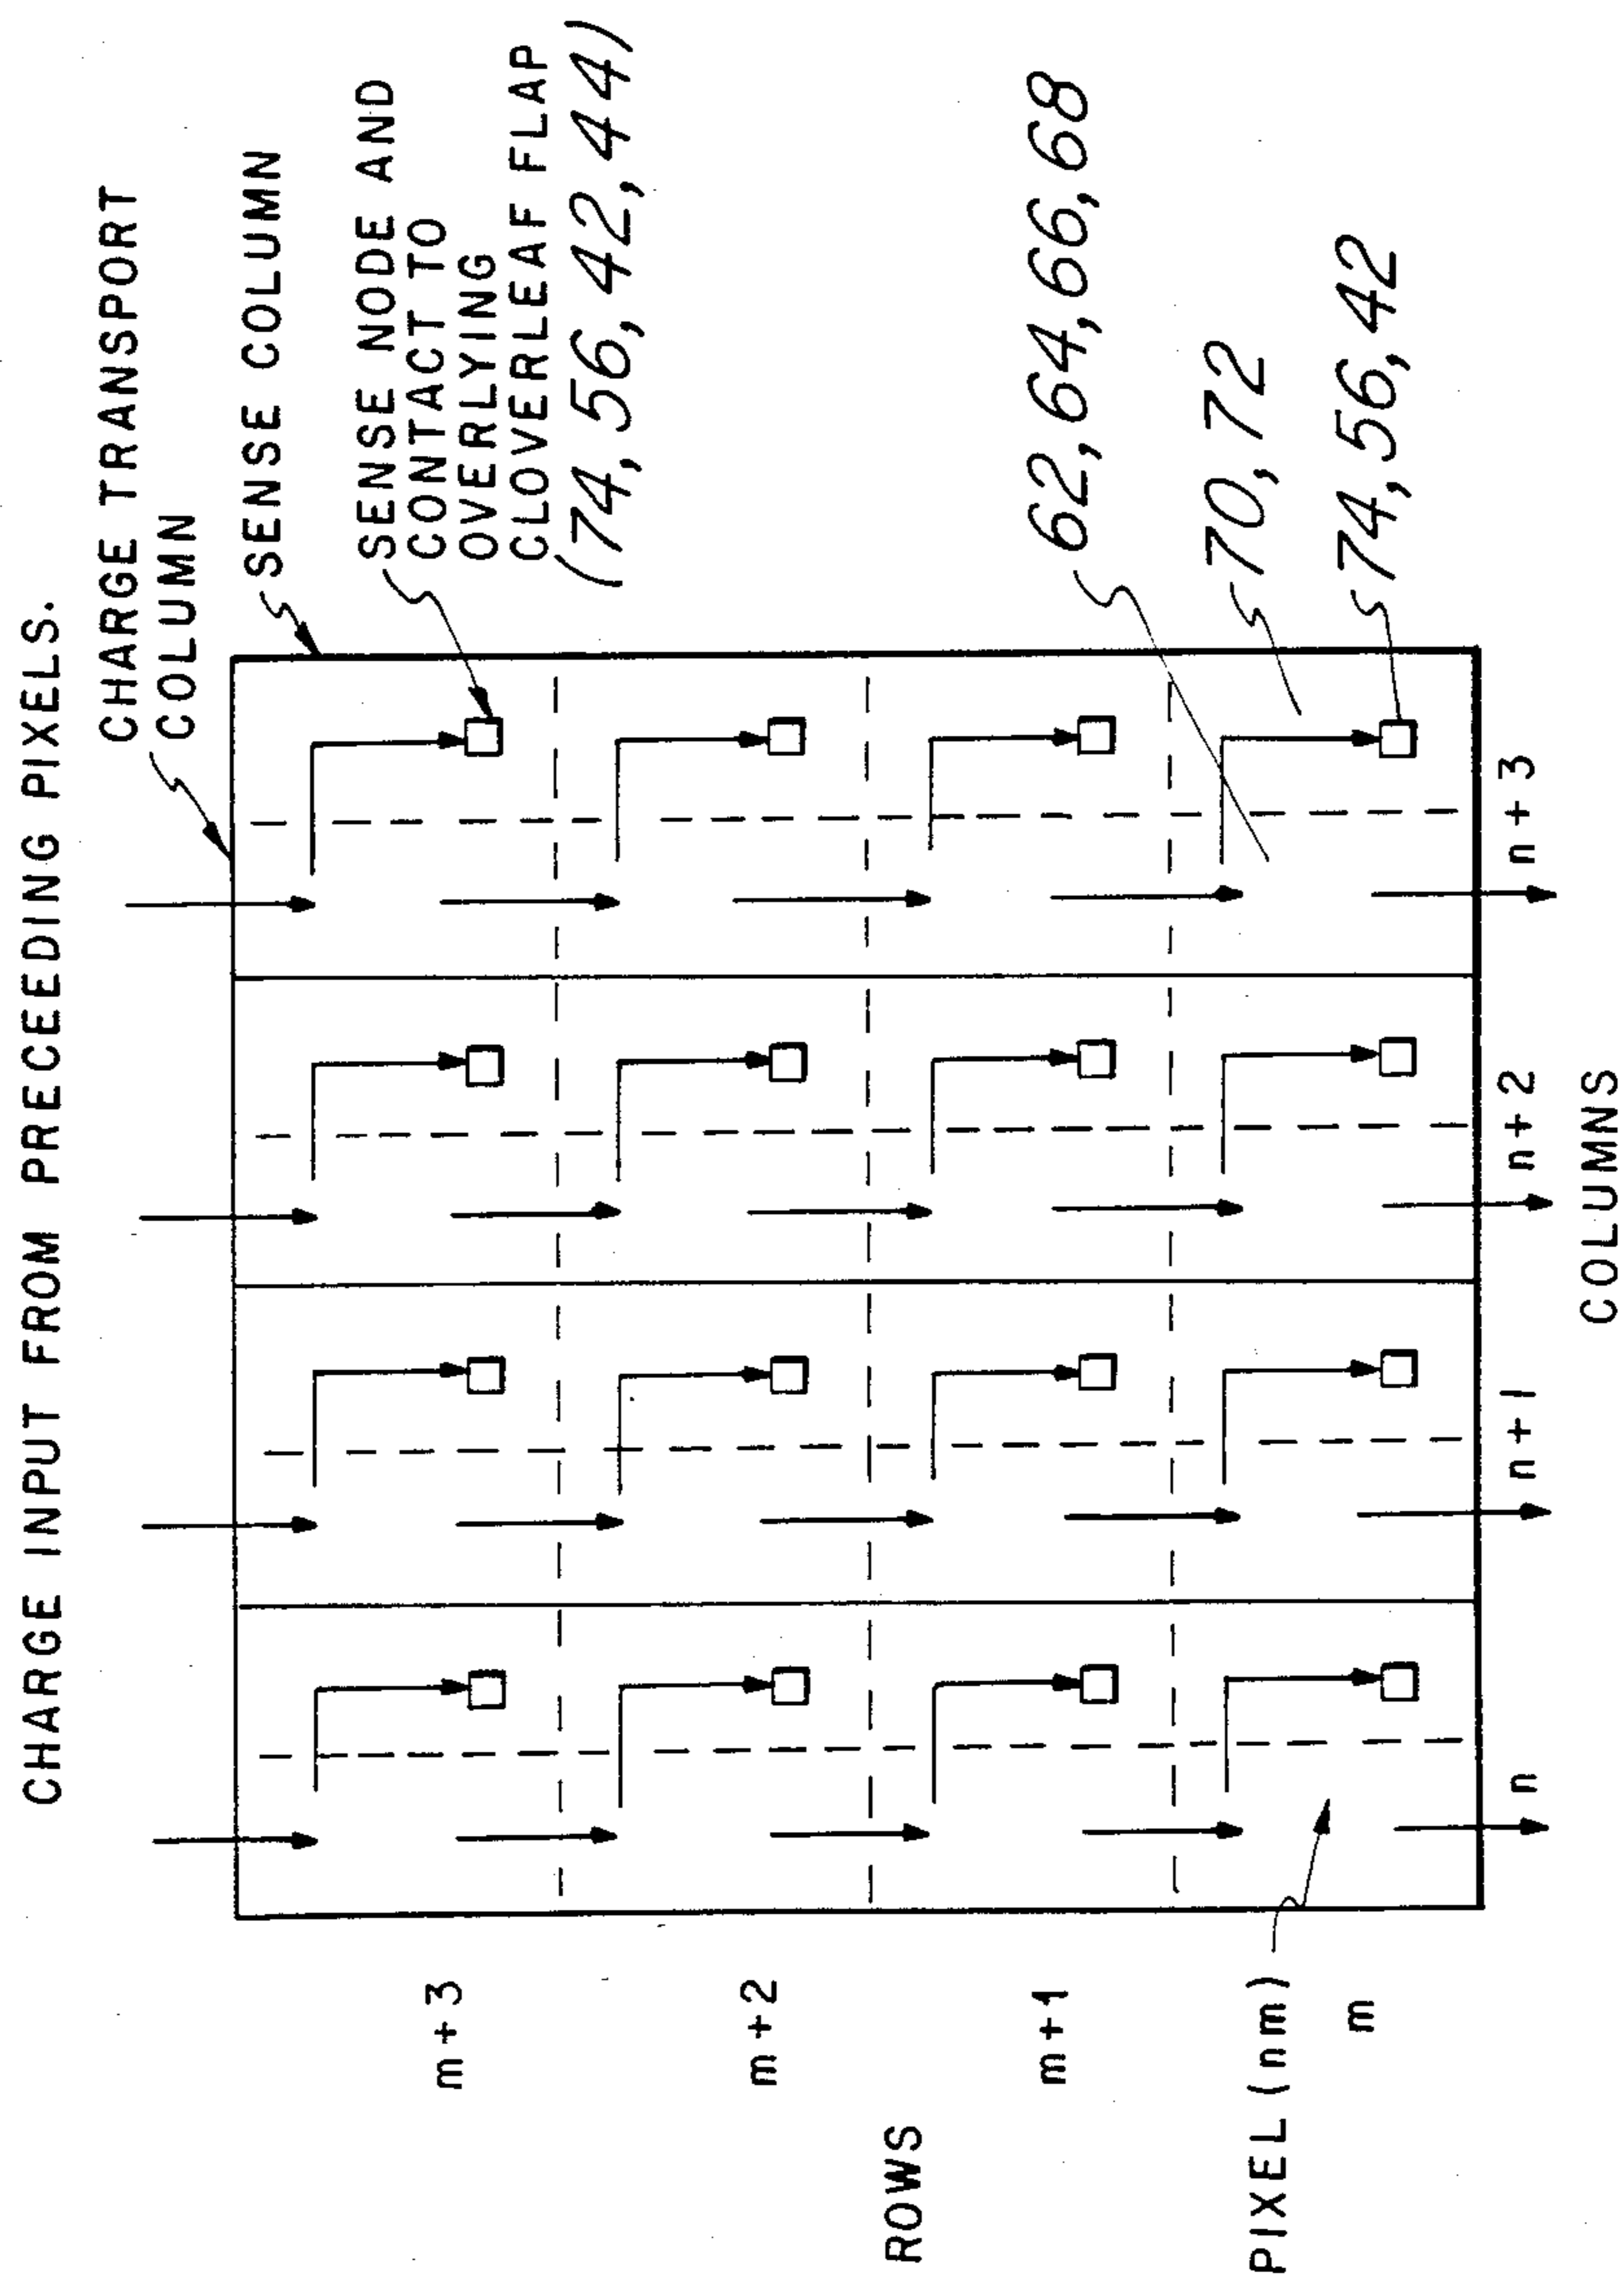 CHARGE INPUT FROM PRECEEDING PIXELS.
CHARGE TRANSPORT
COLUMN
SENSE COLUMN
SENSE NODE AND
CONTACT TO
OVERLYING
CLOVERLEAF FLAP
(74,56,42,44)
62,64,66,68
70,72
74,56,42
m+3
m+2
ROWS
m+1
PIXEL (nm)
m
n
n+1
n+2
n+3
COLUMNS